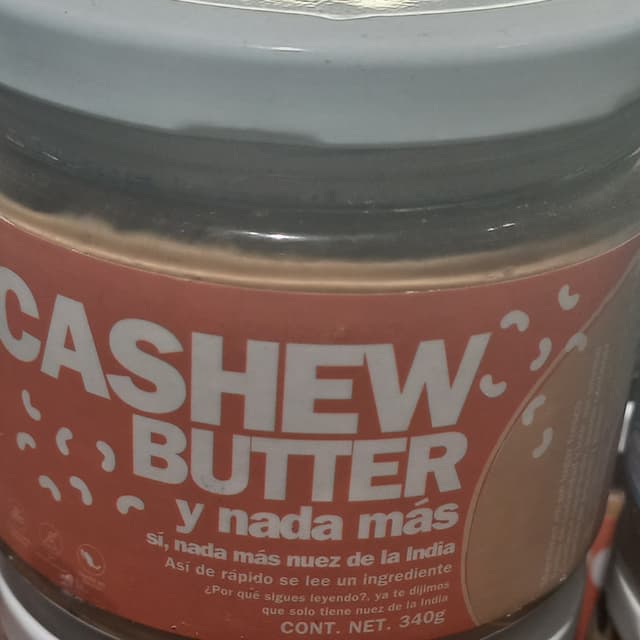 CASHEW
BUTTER
y nada más
sí, nada más nuez de la India
Así de rápido se lee un ingrediente
¿Por qué sigues leyendo?, ya te dijimos
que solo tiene nuez de la India
CONT. NET. 340g